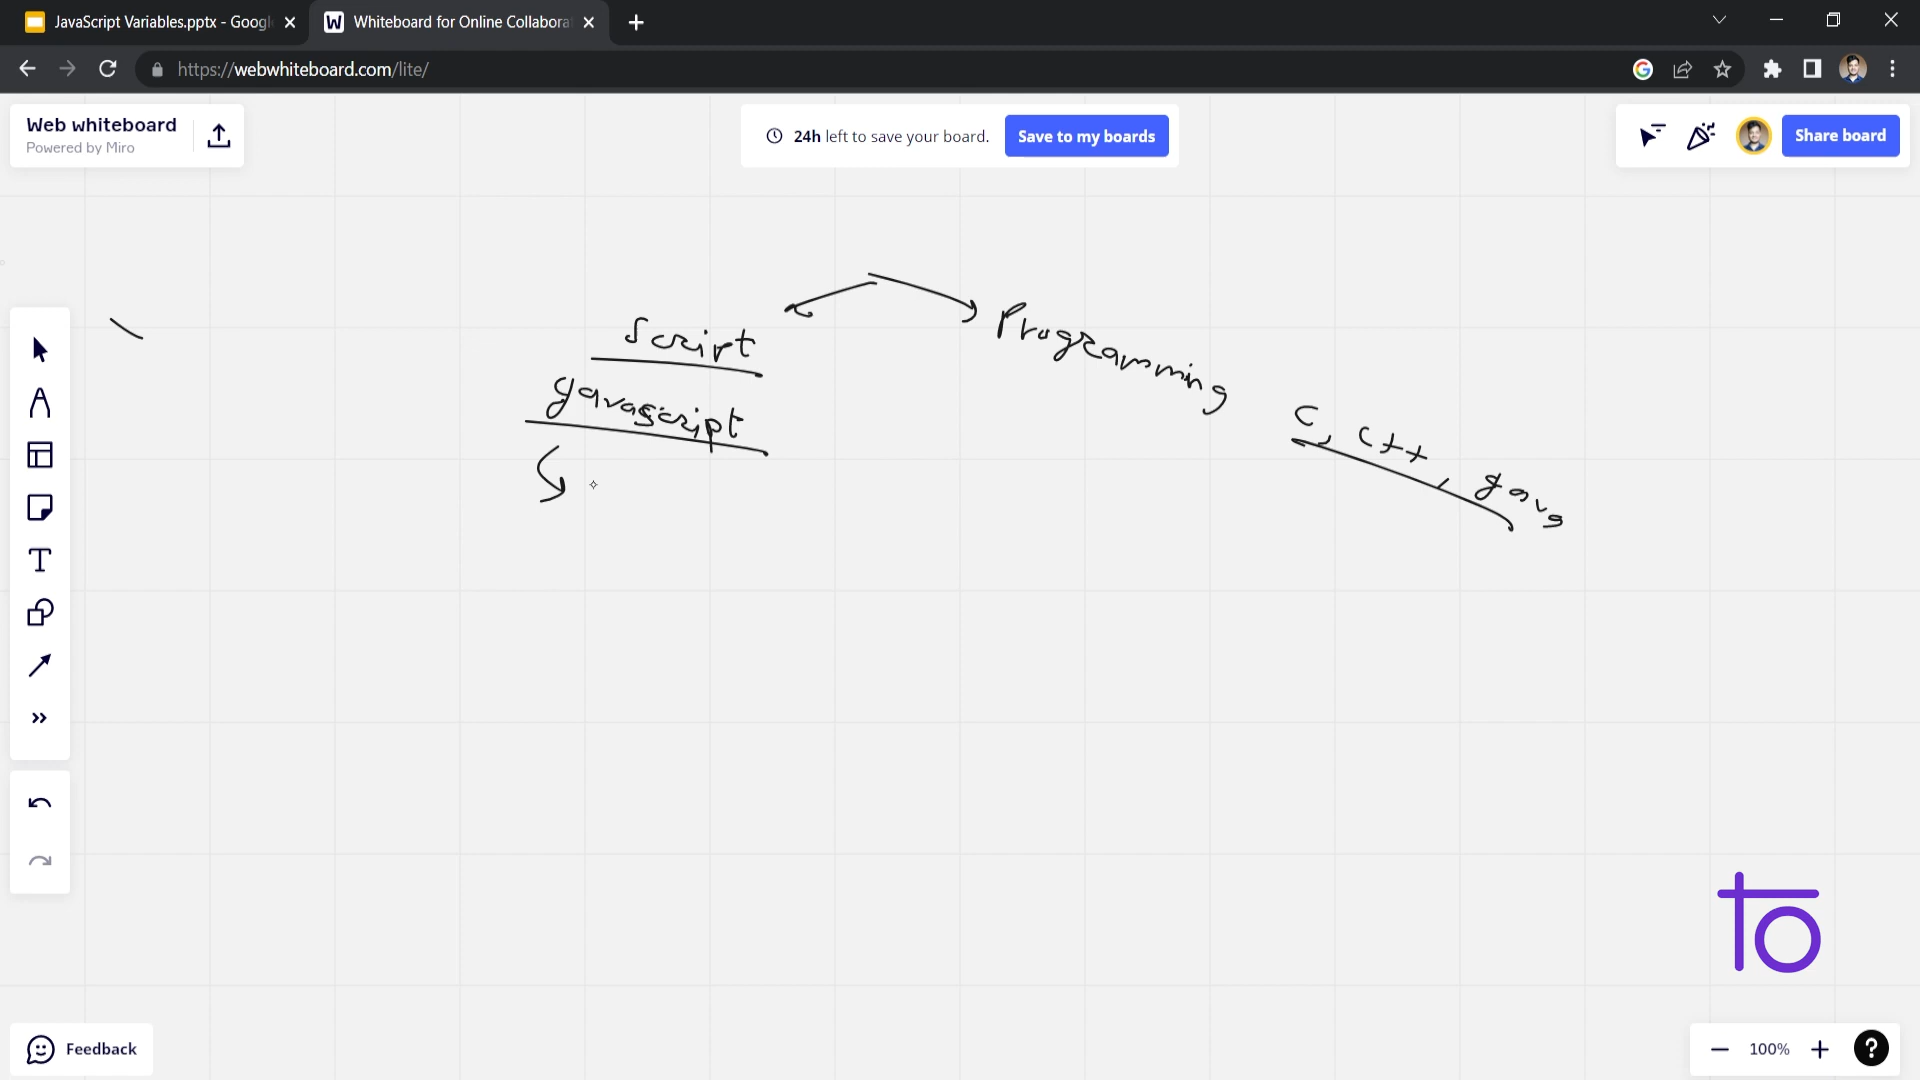 JavaScript Variables.pptx - Googl
Whiteboard for Online Collabora
https://webwhiteboard.com/lite/
Web whiteboard
Powered by Miro
24h left to save your board.
Save to my boards
Share board
Script
Programming
Javascript
C, C++, Java
T
to
Feedback
100%